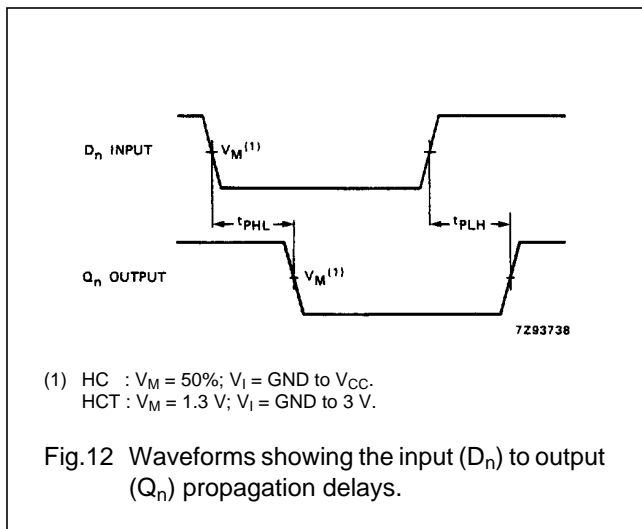 Dn INPUT
VM(1)
tPHL
tPLH
Qn OUTPUT
VM(1)
7Z93738
(1) HC : VM = 50%; VI = GND to VCC.
HCT : VM = 1.3 V; VI = GND to 3 V.
Fig.12 Waveforms showing the input (Dn) to output
(Qn) propagation delays.